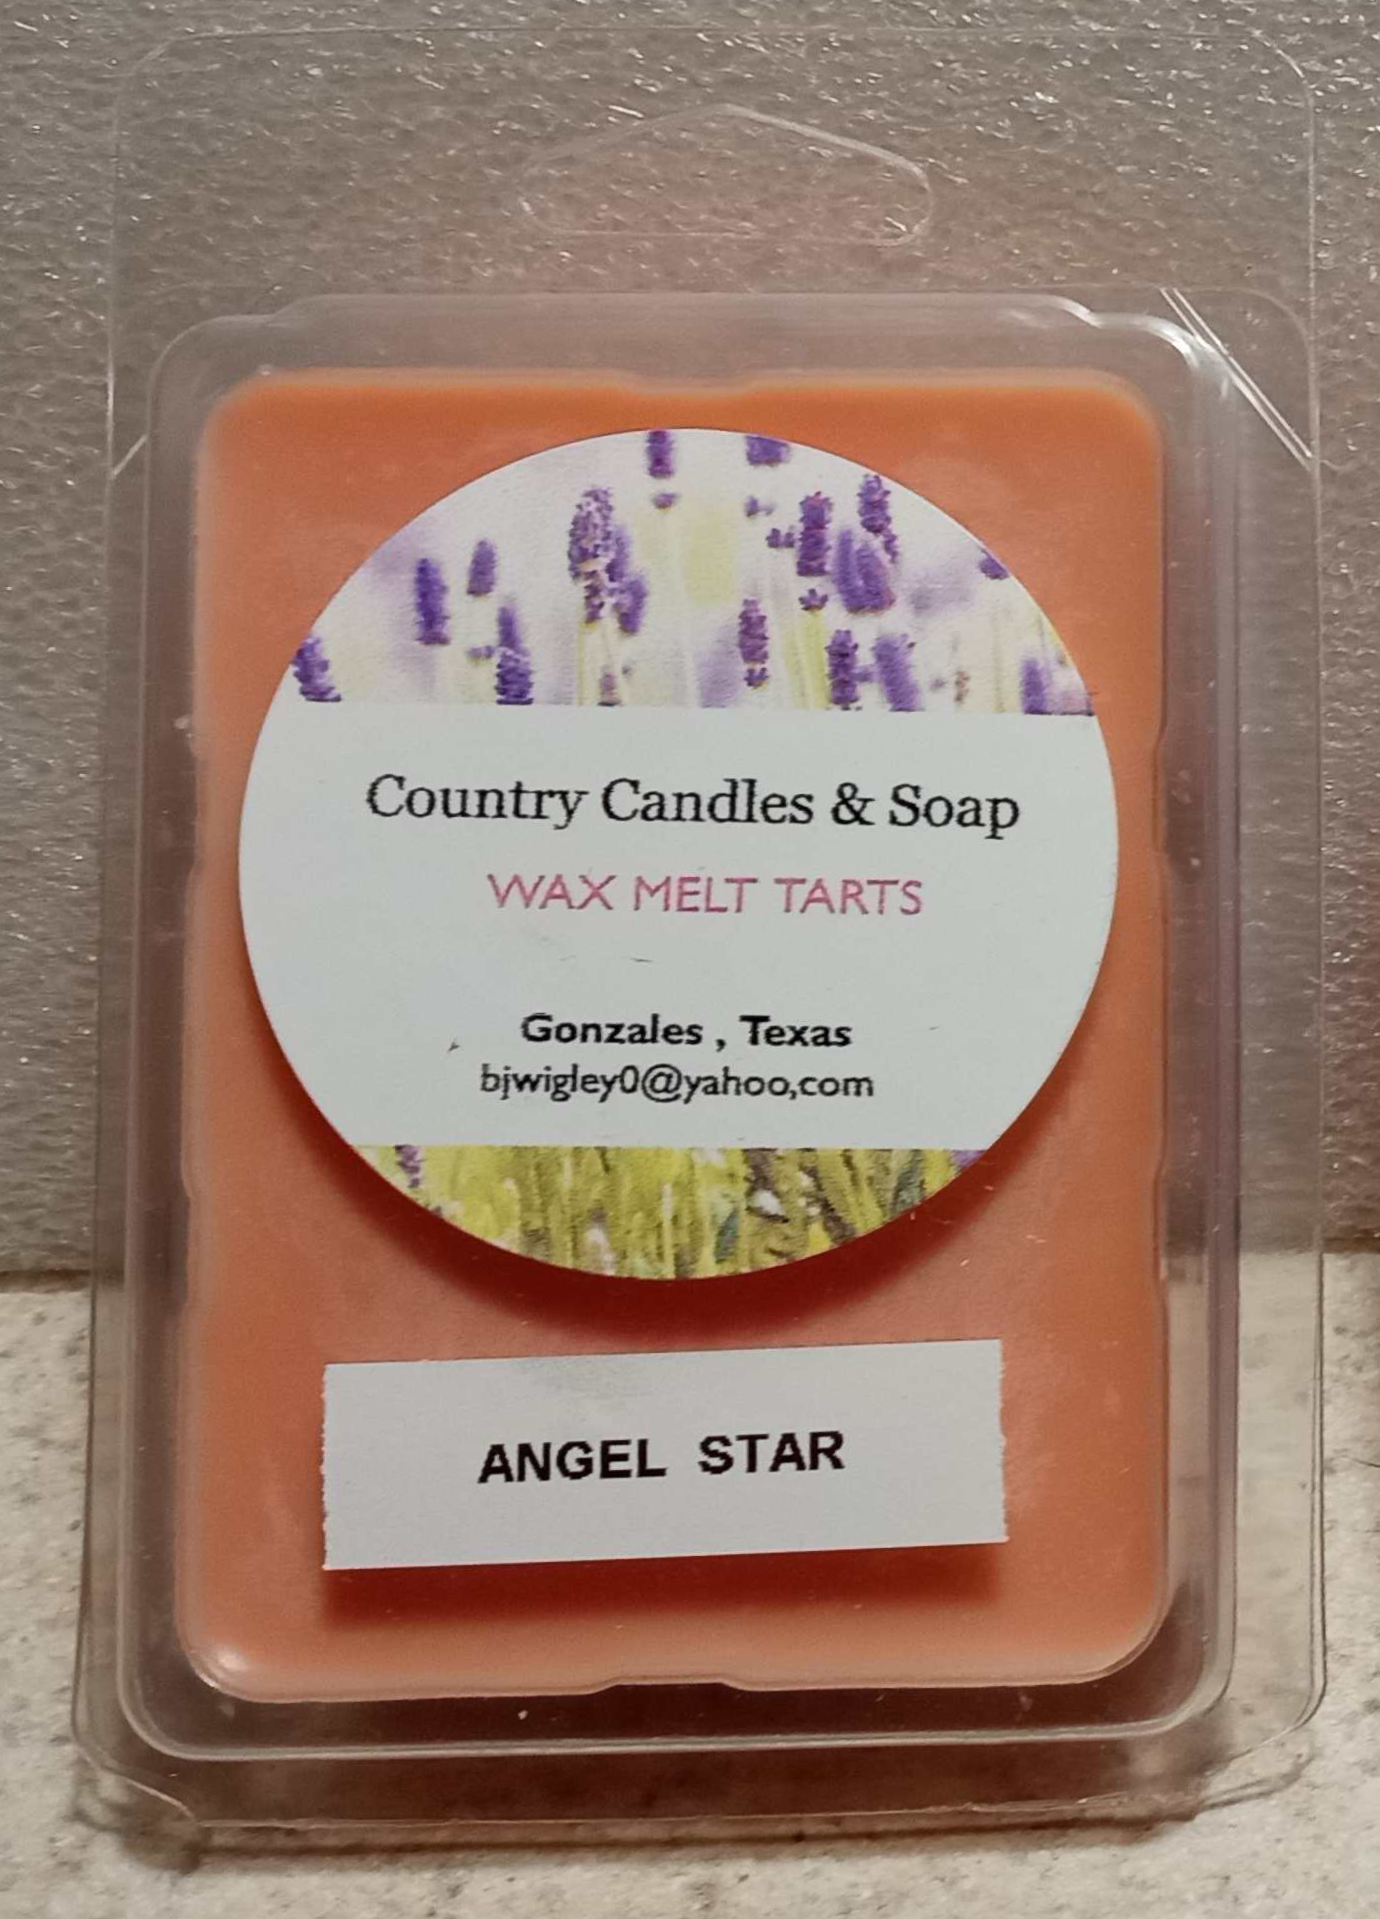 Country Candles & Soap
WAX MELT TARTS
Gonzales , Texas
bjwigley0@yahoo,com
ANGEL STAR